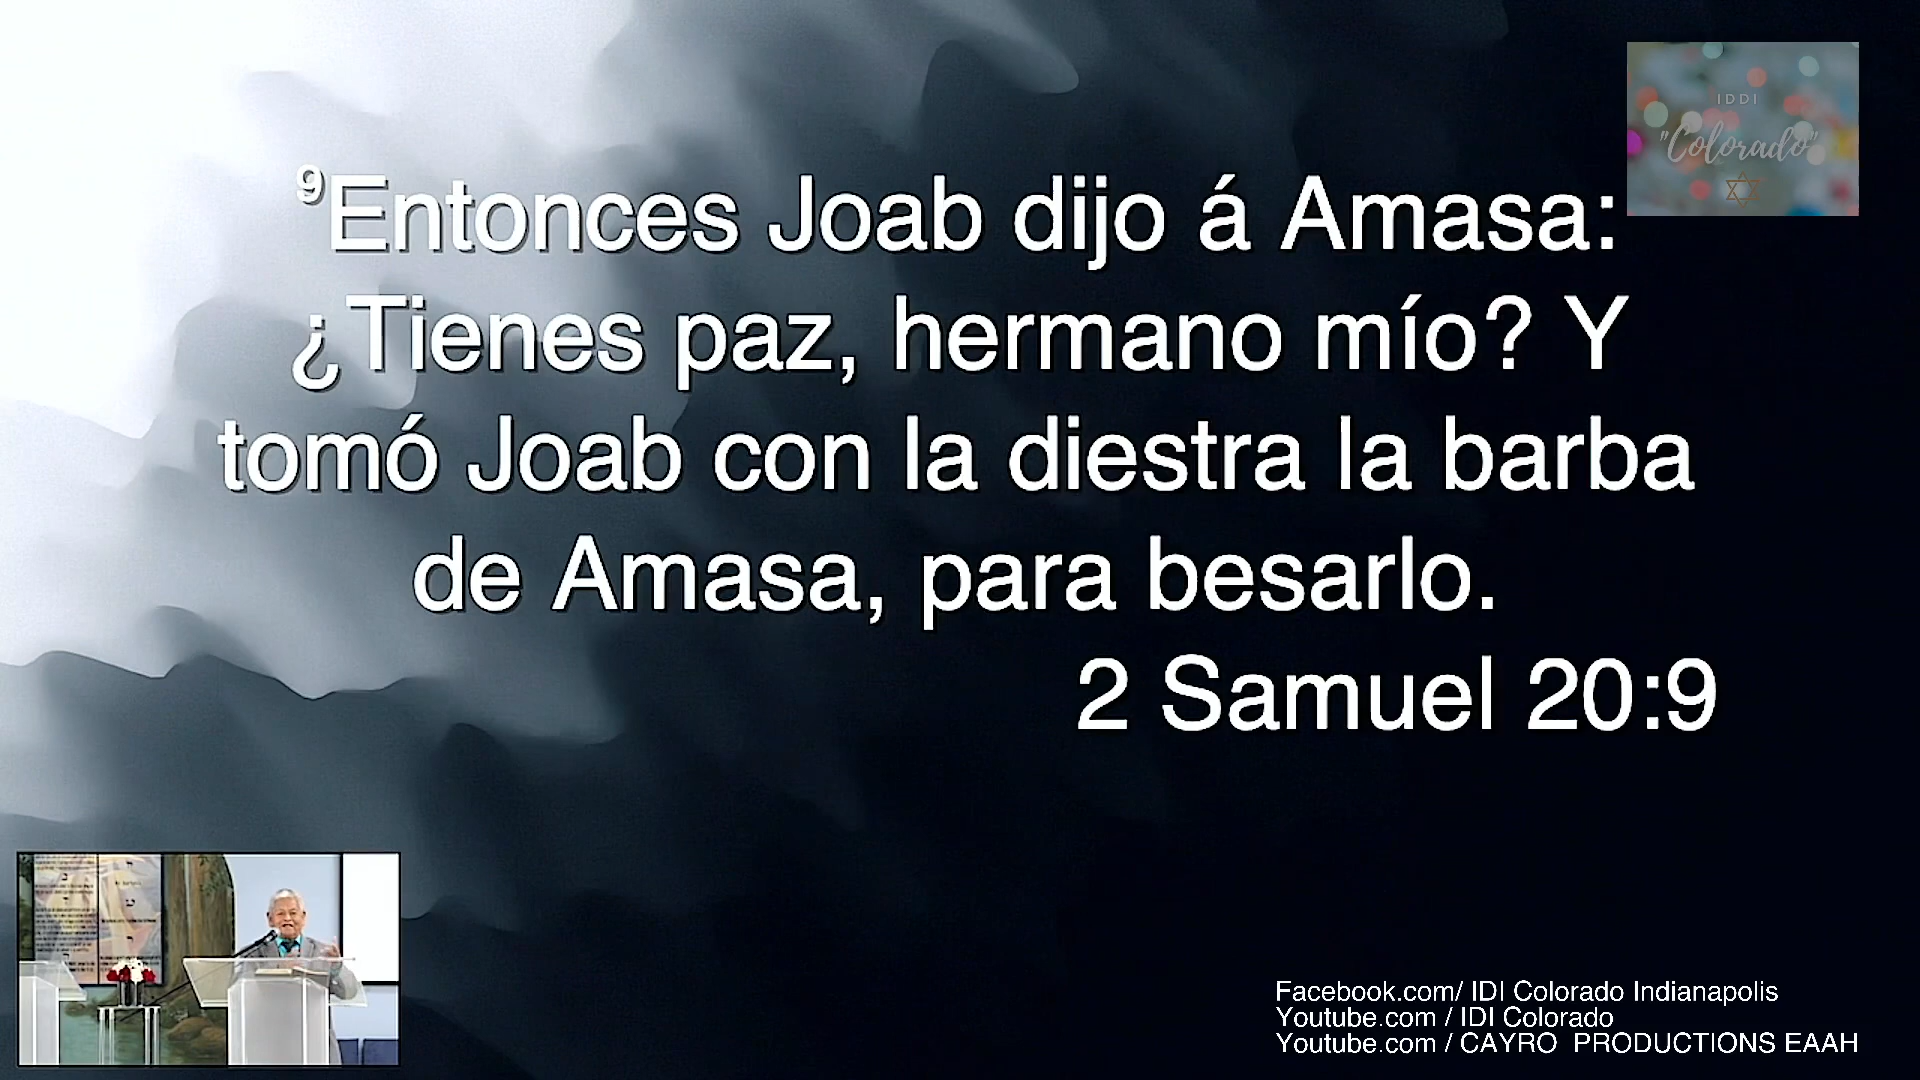 IDDI
"Colorado"
9Entonces Joab dijo á Amasa:
¿Tienes paz, hermano mío? Y
tomó Joab con la diestra la barba
de Amasa, para besarlo.
2 Samuel 20:9
Facebook.com/ IDI Colorado Indianapolis
Youtube.com / IDI Colorado
Youtube.com / CAYRO PRODUCTIONS EAAH